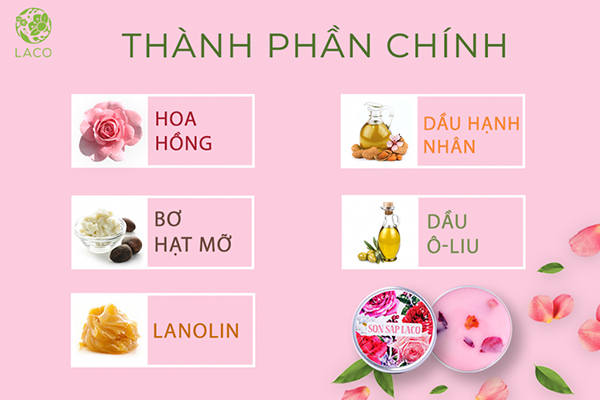 LACO
THÀNH PHẦN CHÍNH
HOA
HỒNG
DẦU HẠNH
NHÂN
BƠ
HẠT MỠ
DẦU
Ô-LIU
LANOLIN
SON SÁP LACO